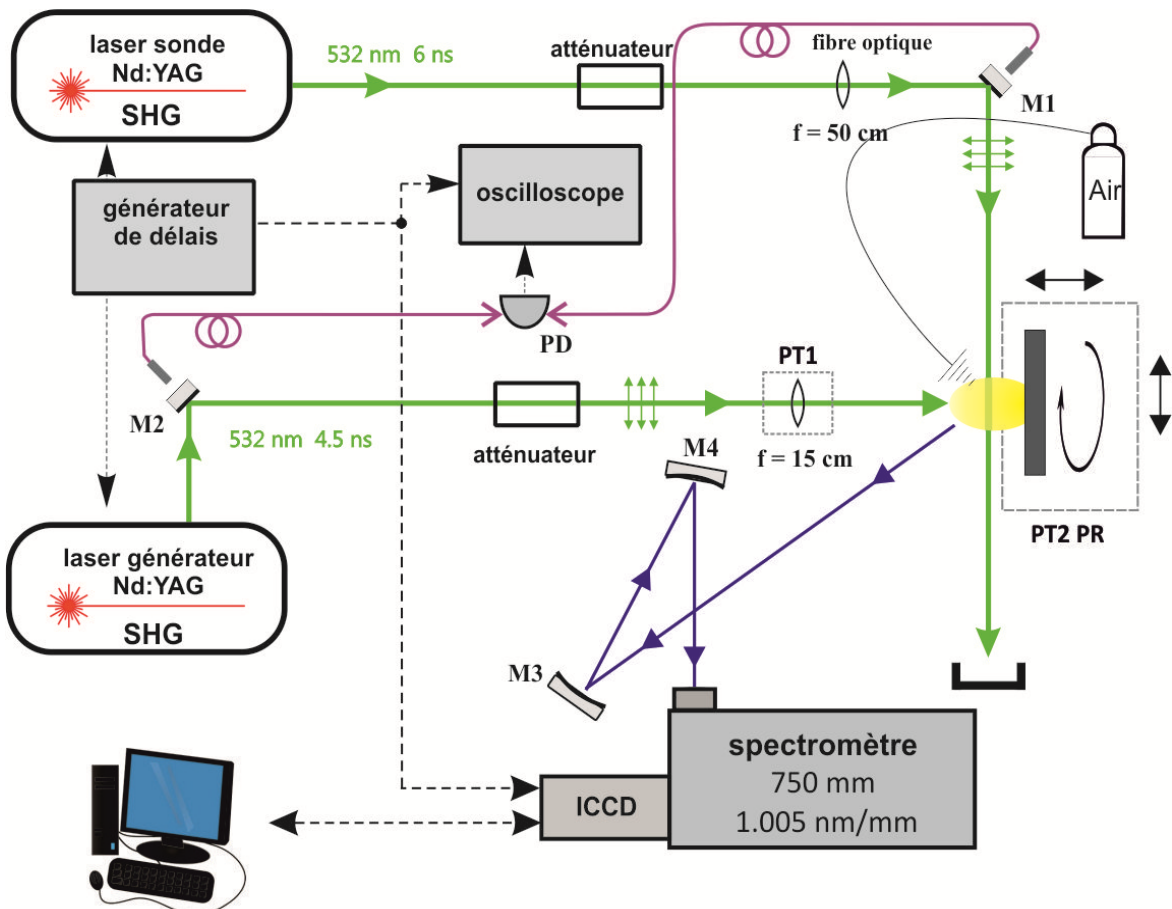 laser sonde
Nd:YAG
SHG
532 nm 6 ns
atténuateur
fibre optique
f = 50 cm
M1
Air
générateur
de délais
oscilloscope
PD
M2
532 nm 4.5 ns
atténuateur
PT1
f = 15 cm
PT2 PR
laser générateur
Nd:YAG
SHG
M4
M3
spectromètre
750 mm
1.005 nm/mm
ICCD